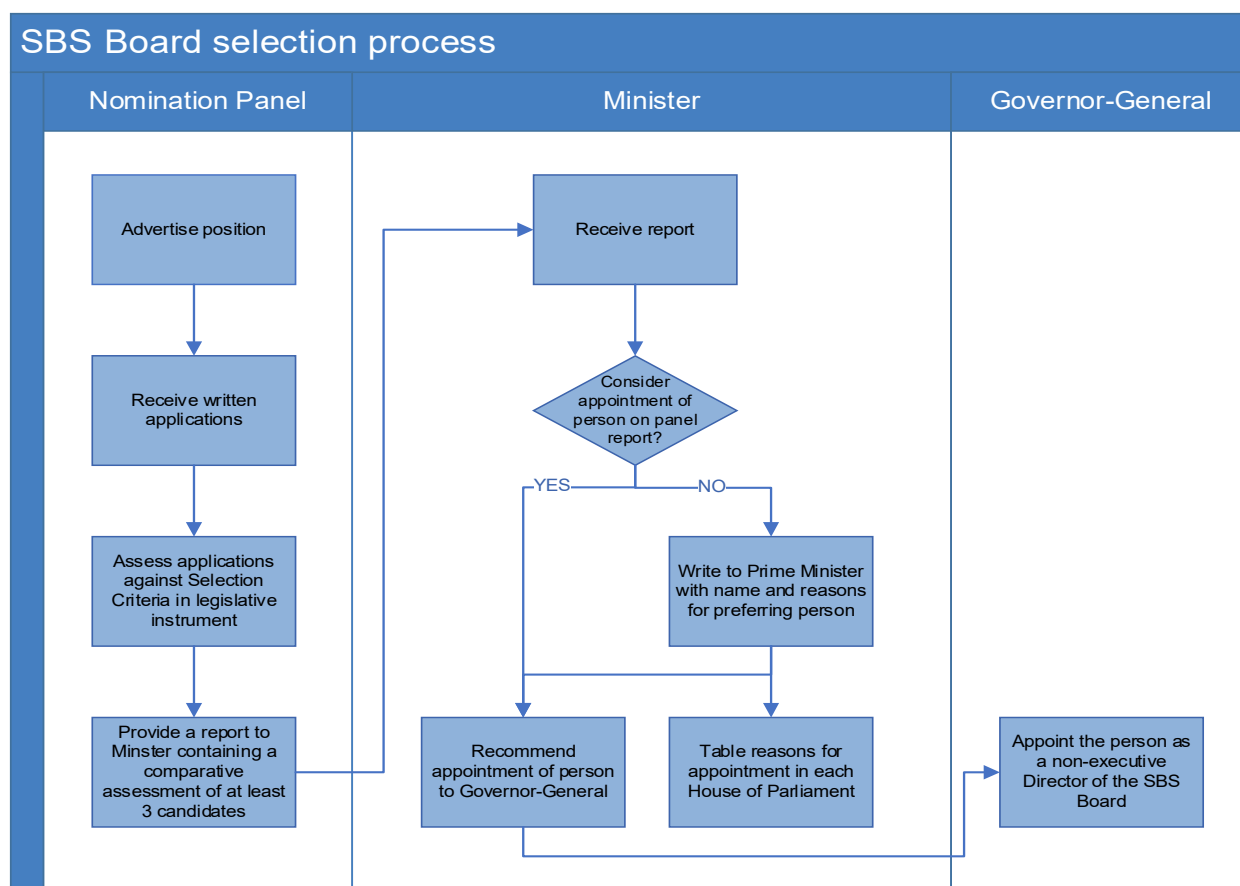 SBS Board selection process
Nomination Panel
Minister
Governor-General
Advertise position
Receive written
applications
Assess applications
against Selection
Criteria in legislative
instrument
Provide a report to
Minster containing a
comparative
assessment of at least
3 candidates
Receive report
Consider
appointment of
person on panel
report?
YES
NO
Write to Prime Minister
with name and reasons
for preferring person
Recommend
appointment of person
to Governor-General
Table reasons for
appointment in each
House of Parliament
Appoint the person as
a non-executive
Director of the SBS
Board